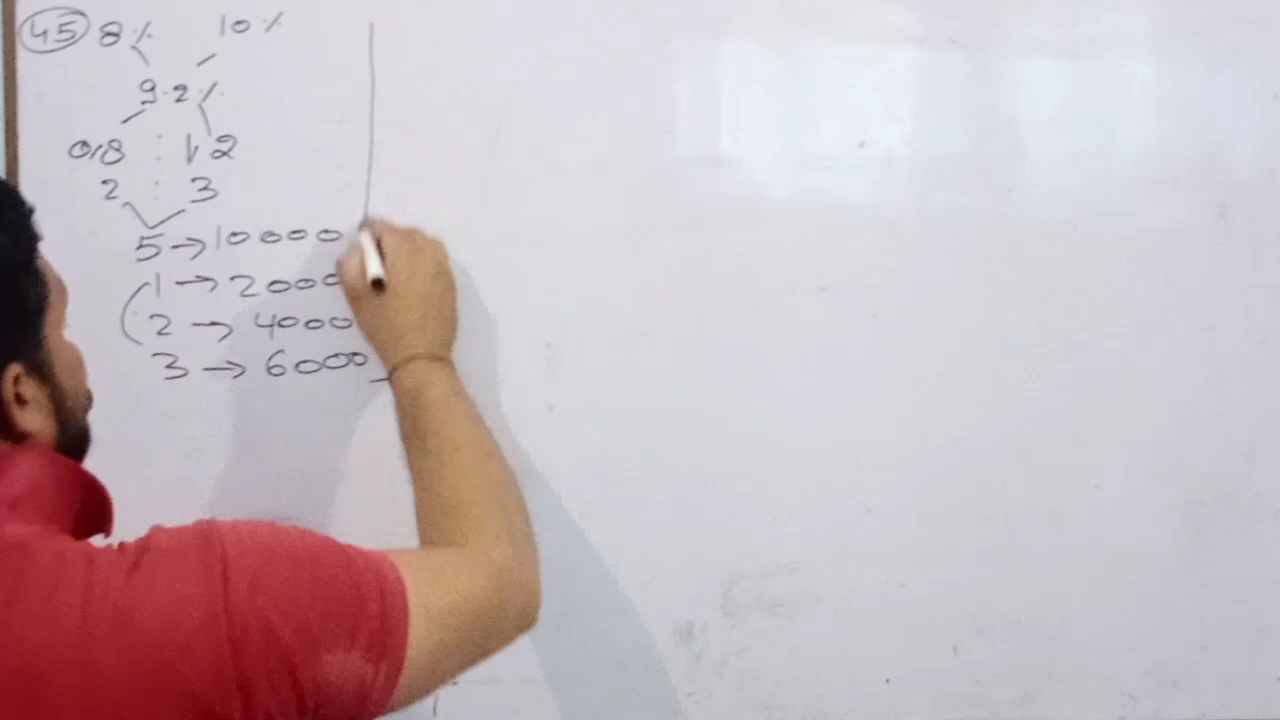 45 8% 10%
9.2%
0.8 : 1.2
2 : 3
5 → 10000
1 → 2000
2 → 4000
3 → 6000